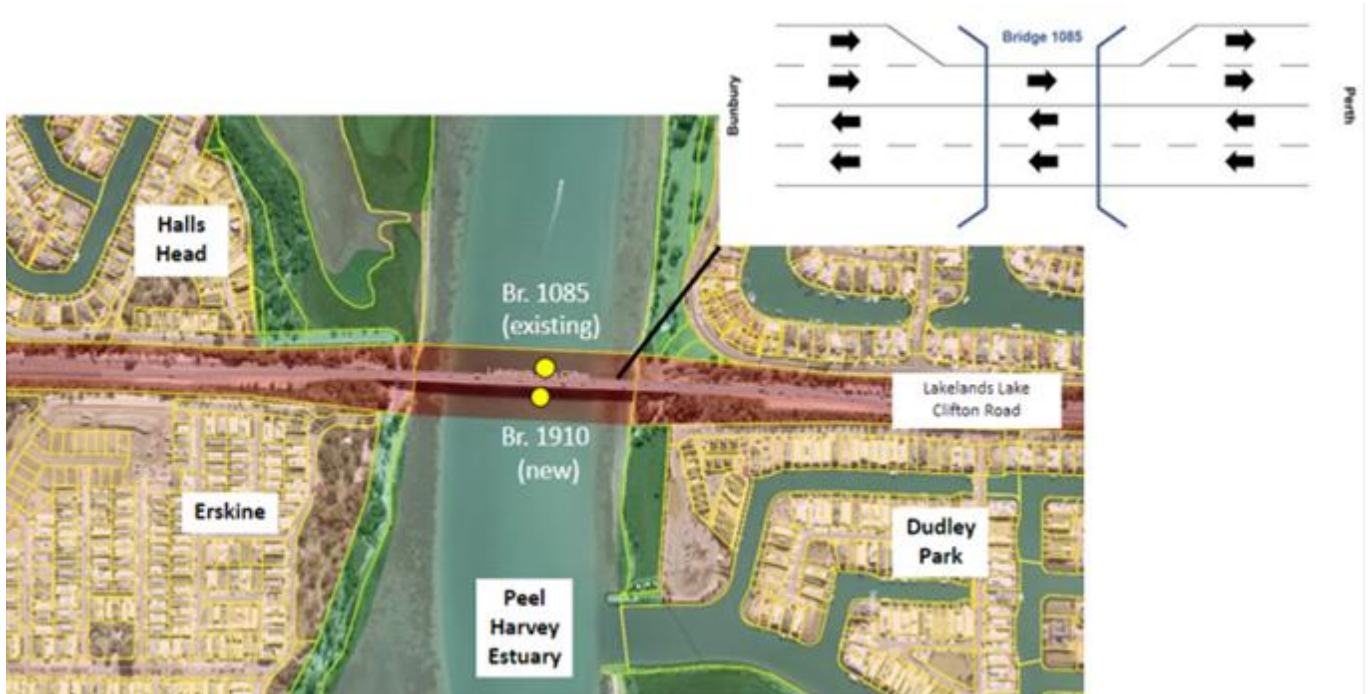 Bridge 1085
Bunbury
Perth
Halls
Head
Br. 1085
(existing)
Lakelands Lake
Clifton Road
Br. 1910
(new)
Erskine
Dudley
Park
Peel
Harvey
Estuary